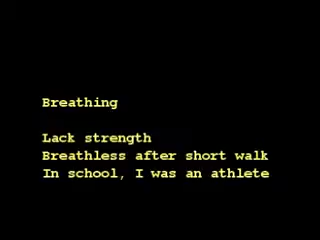 Breathing
Lack strength
Breathless after short walk
In school, I was an athlete